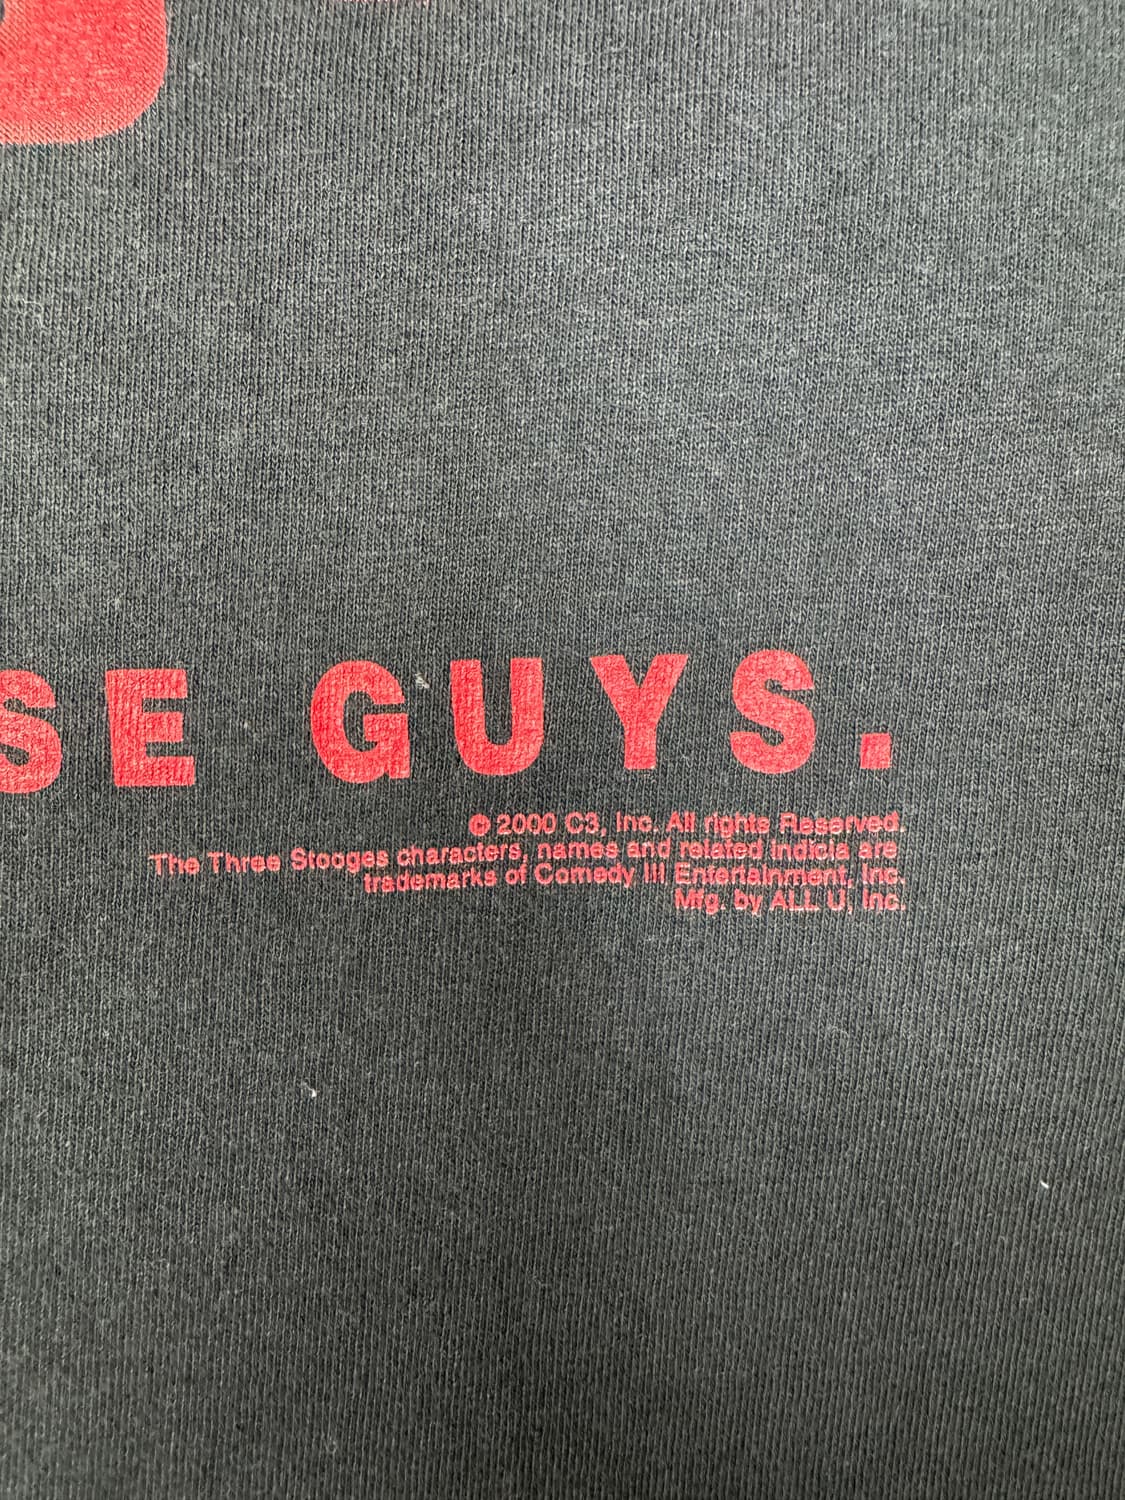 SE GUYS.
© 2000 C3, Inc. All rights Reserved.
The Three Stooges characters, names and related indicia are
trademarks of Comedy III Entertainment, Inc.
Mfg. by ALL U, Inc.